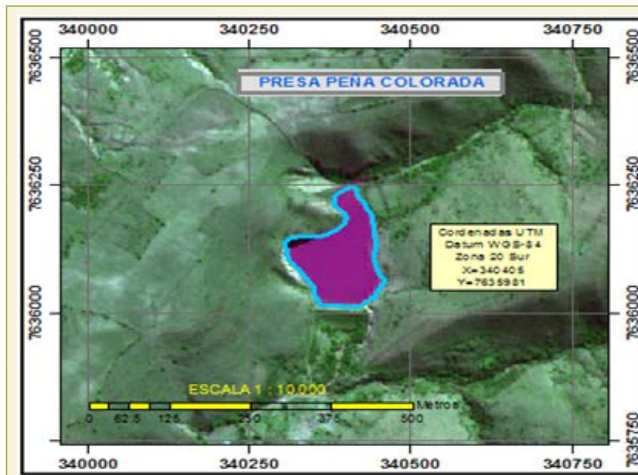 340000 340250 340500 340750
PRESA PEÑA COLORADA
7636500 7636500
7636250 7636250
Cordenadas UTM
Datum WGS-84
Zona 20 Sur
X=340405
Y=7635981
7636000 7636000
ESCALA 1 : 10.000
Metros
0 62.5 125 250 375 500
7635750 7635750
340000 340250 340500 340750